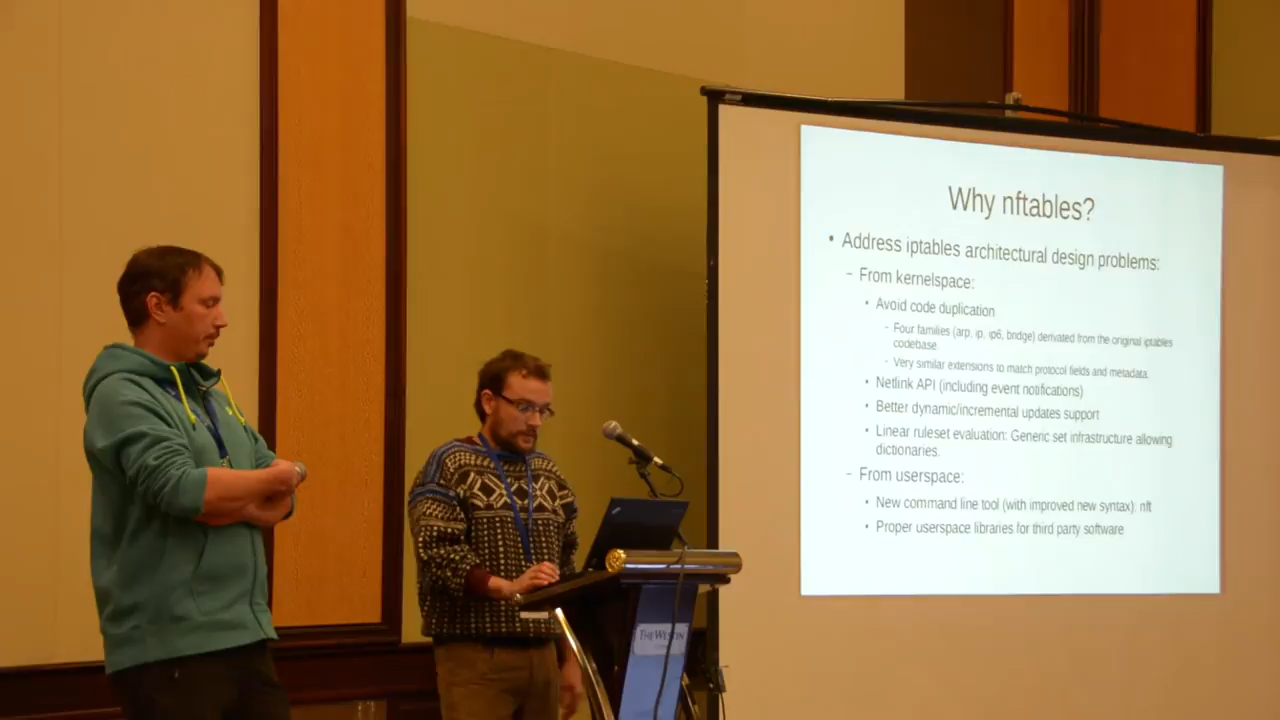 Why nftables?
• Address iptables architectural design problems:
– From kernelspace:
• Avoid code duplication
– Four families (arp, ip, ip6, bridge) derivated from the original iptables
codebase.
– Very similar extensions to match protocol fields and metadata.
• Netlink API (including event notifications)
• Better dynamic/incremental updates support
• Linear ruleset evaluation: Generic set infrastructure allowing
dictionaries.
– From userspace:
• New command line tool (with improved new syntax): nft
• Proper userspace libraries for third party software
THE WESTIN